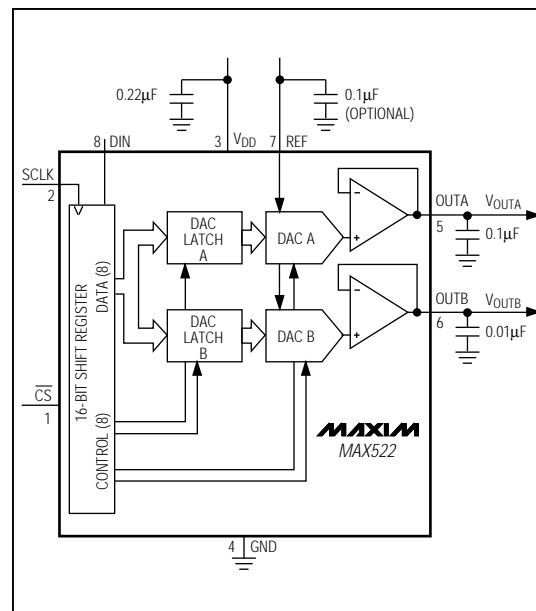 0.22μF
0.1μF
(OPTIONAL)
8 DIN
3 VDD
7 REF
SCLK
2
OUTA VOUTA
5
0.1μF
DAC
LATCH
A
DAC A
DATA (8)
OUTB VOUTB
6
0.01μF
DAC
LATCH
B
DAC B
16-BIT SHIFT REGISTER
C̅S̅
1
CONTROL (8)
MAXIM
MAX522
4 GND